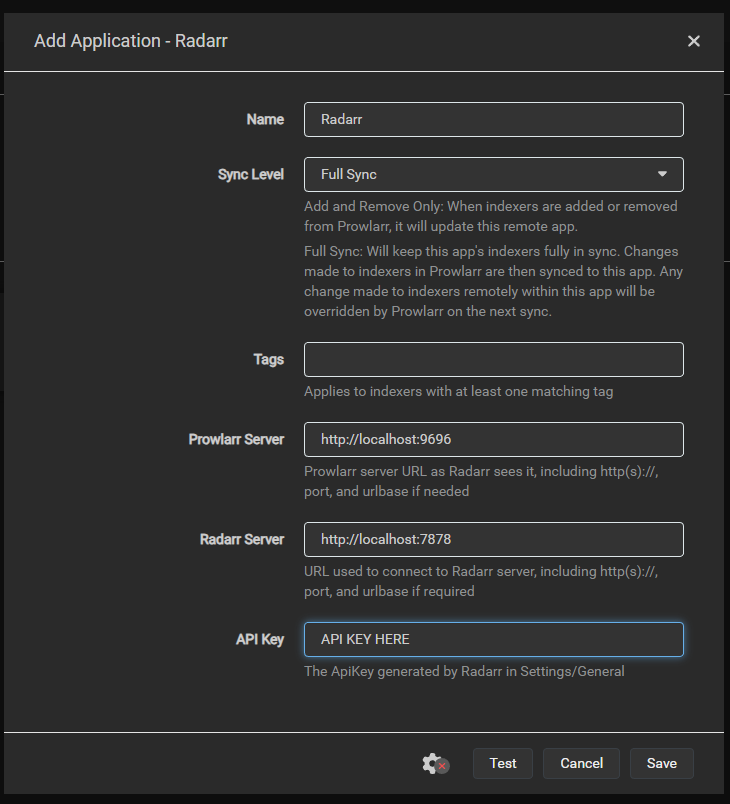 Add Application - Radarr
Name
Radarr
Sync Level
Full Sync
Add and Remove Only: When indexers are added or removed
from Prowlarr, it will update this remote app.
Full Sync: Will keep this app's indexers fully in sync. Changes
made to indexers in Prowlarr are then synced to this app. Any
change made to indexers remotely within this app will be
overridden by Prowlarr on the next sync.
Tags
Applies to indexers with at least one matching tag
Prowlarr Server
http://localhost:9696
Prowlarr server URL as Radarr sees it, including http(s)://,
port, and urlbase if needed
Radarr Server
http://localhost:7878
URL used to connect to Radarr server, including http(s)://,
port, and urlbase if required
API Key
API KEY HERE
The ApiKey generated by Radarr in Settings/General
Test
Cancel
Save